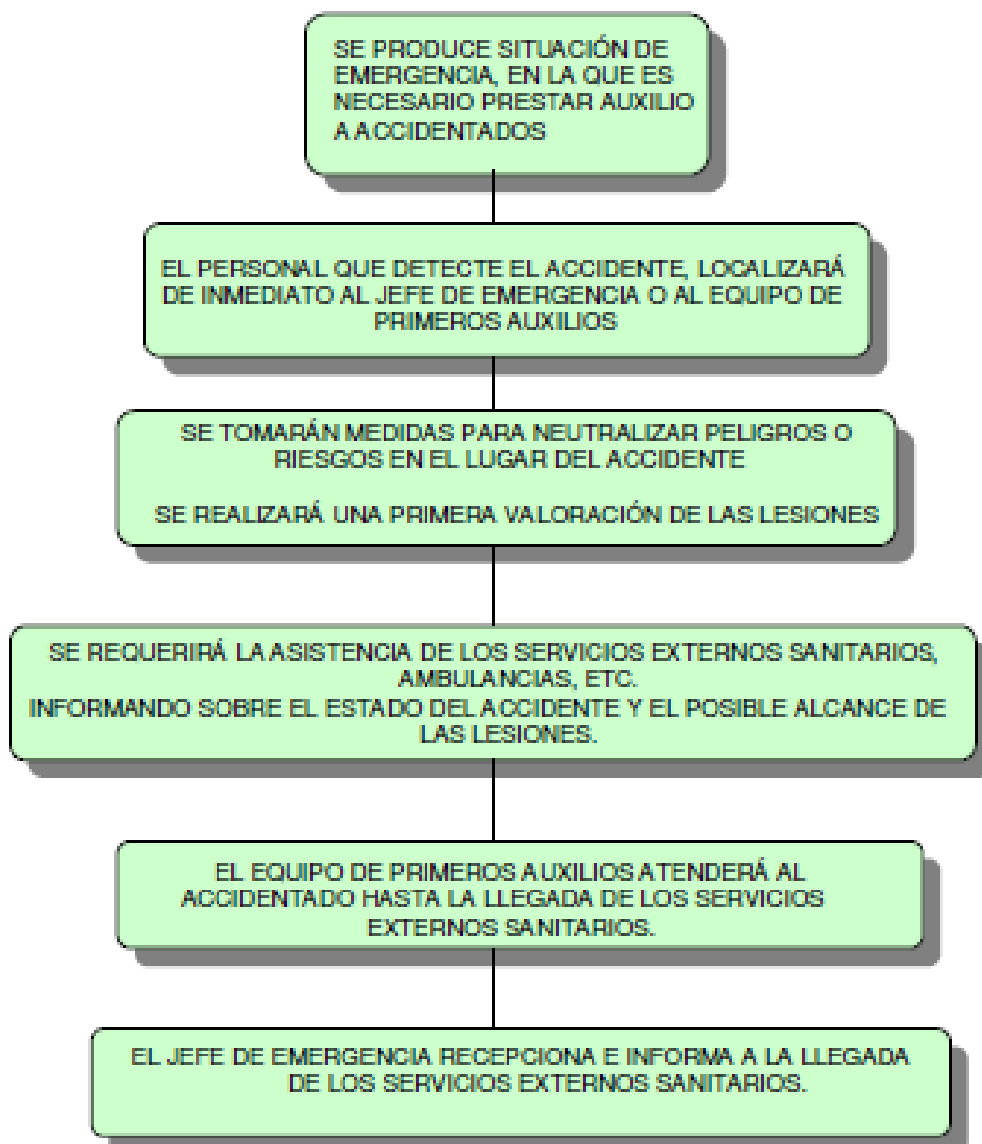 SE PRODUCE SITUACIÓN DE
EMERGENCIA, EN LA QUE ES
NECESARIO PRESTAR AUXILIO
A ACCIDENTADOS
EL PERSONAL QUE DETECTE EL ACCIDENTE, LOCALIZARÁ
DE INMEDIATO AL JEFE DE EMERGENCIA O AL EQUIPO DE
PRIMEROS AUXILIOS
SE TOMARÁN MEDIDAS PARA NEUTRALIZAR PELIGROS O
RIESGOS EN EL LUGAR DEL ACCIDENTE
SE REALIZARÁ UNA PRIMERA VALORACIÓN DE LAS LESIONES
SE REQUERIRÁ LA ASISTENCIA DE LOS SERVICIOS EXTERNOS SANITARIOS,
AMBULANCIAS, ETC.
INFORMANDO SOBRE EL ESTADO DEL ACCIDENTE Y EL POSIBLE ALCANCE DE
LAS LESIONES.
EL EQUIPO DE PRIMEROS AUXILIOS ATENDERÁ AL
ACCIDENTADO HASTA LA LLEGADA DE LOS SERVICIOS
EXTERNOS SANITARIOS.
EL JEFE DE EMERGENCIA RECEPCIONA E INFORMA A LA LLEGADA
DE LOS SERVICIOS EXTERNOS SANITARIOS.